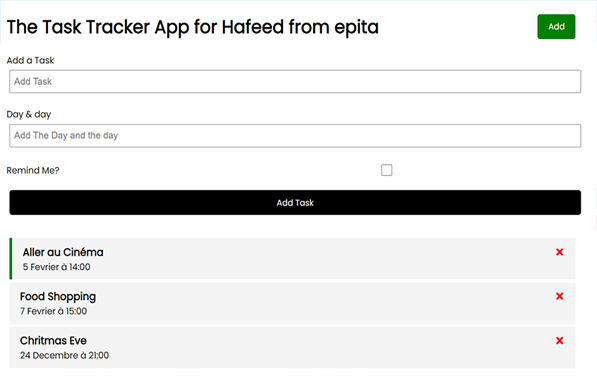 The Task Tracker App for Hafeed from epita
Add
Add a Task
Add Task
Day & day
Add The Day and the day
Remind Me?
Add Task
Aller au Cinéma
5 Fevrier à 14:00
Food Shopping
7 Fevrier à 15:00
Chritmas Eve
24 Decembre à 21:00